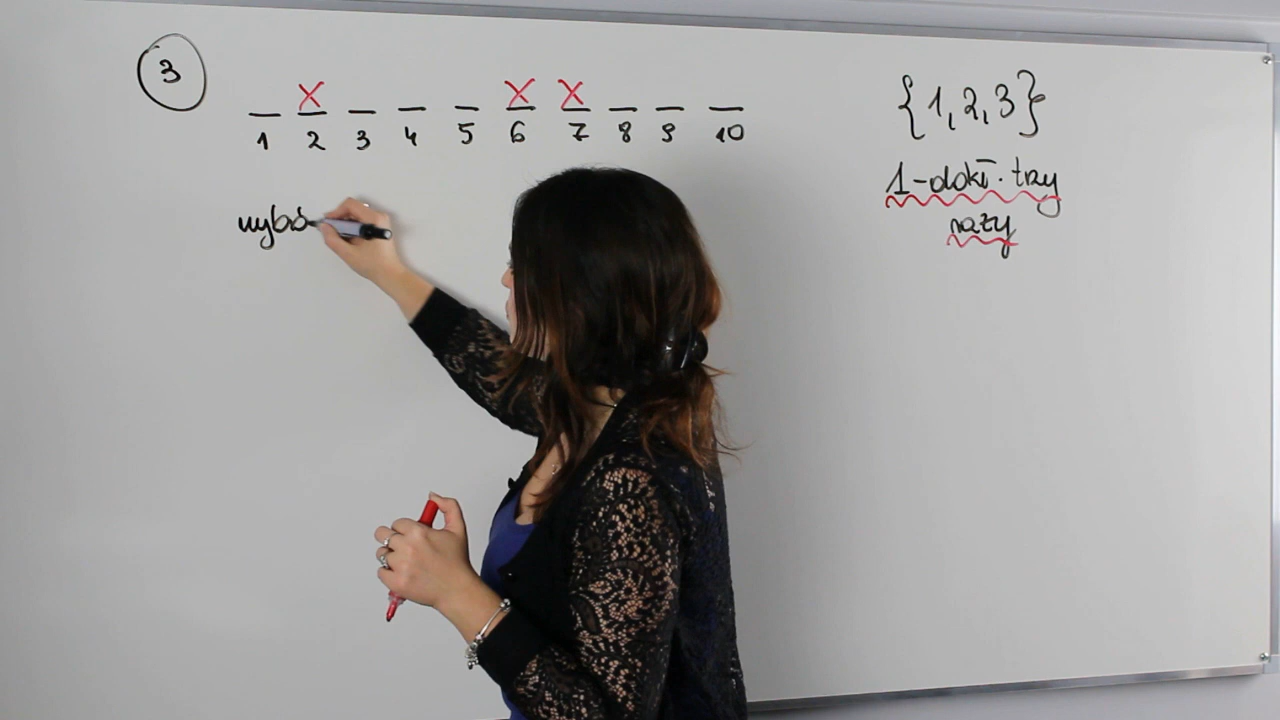 3
X X X
1 2 3 4 5 6 7 8 9 10
{1,2,3}
1-dokł. trzy
razy
wybó